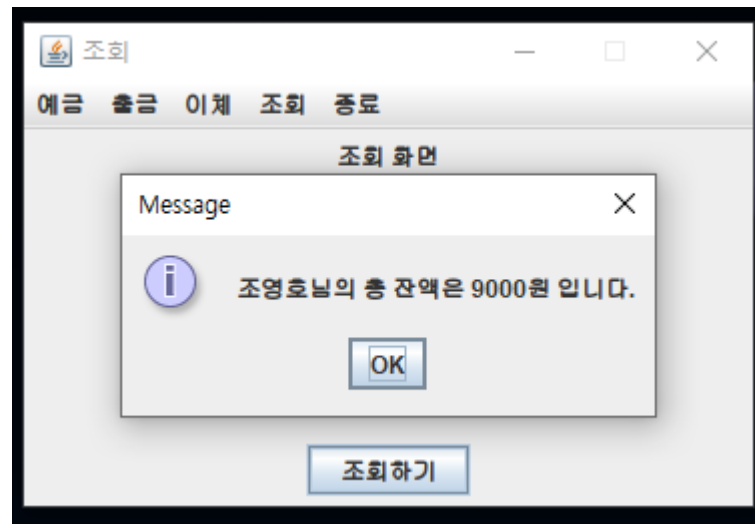 조회
예금 출금 이체 조회 종료
조회 화면
Message
조영호님의 총 잔액은 9000원 입니다.
OK
조회하기